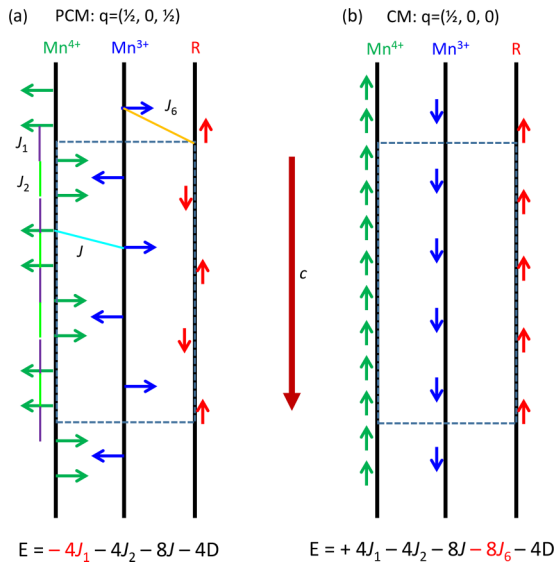 (a) PCM: q=(½, 0, ½)
Mn⁴⁺ Mn³⁺ R
J₆
J₁
J₂
J
E = – 4J₁ – 4J₂ – 8J – 4D
c
(b) CM: q=(½, 0, 0)
Mn⁴⁺ Mn³⁺ R
E = + 4J₁ – 4J₂ – 8J – 8J₆ – 4D